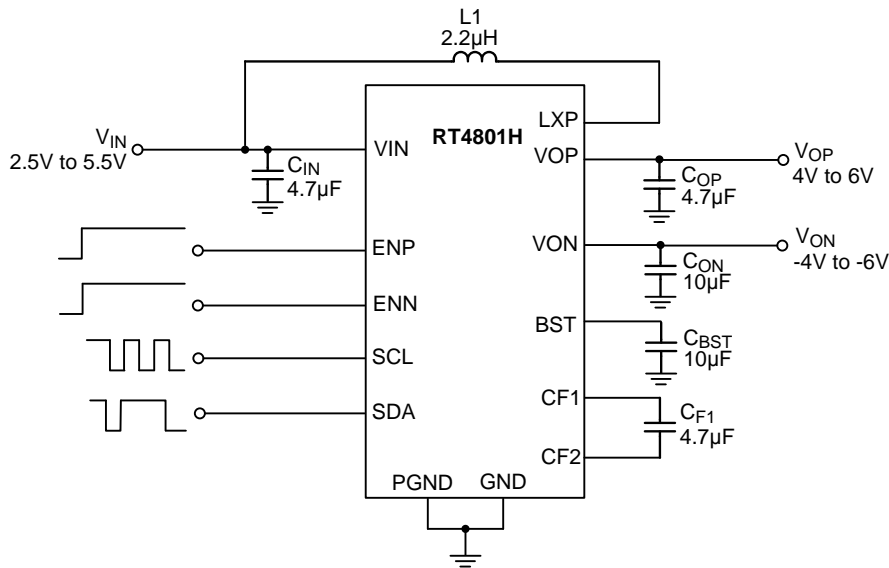 L1
2.2µH
RT4801H
LXP
VIN
2.5V to 5.5V
VIN
CIN
4.7µF
VOP
COP
4.7µF
VOP
4V to 6V
ENP
VON
CON
10µF
VON
-4V to -6V
ENN
BST
CBST
10µF
SCL
SDA
CF1
CF1
4.7µF
CF2
PGND
GND